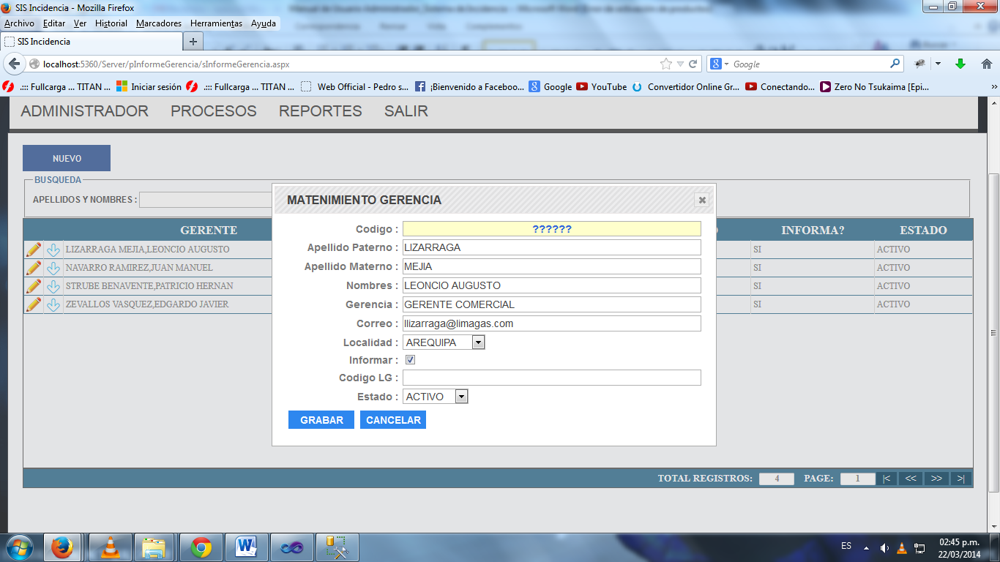 SIS Incidencia - Mozilla Firefox
Archivo Editar Ver Historial Marcadores Herramientas Ayuda
SIS Incidencia
localhost:5360/Server/pInformeGerencia/sInformeGerencia.aspx
Google
.::: Fullcarga ... TITAN ... Iniciar sesión .::: Fullcarga ... TITAN ... Web Official - Pedro s... ¡Bienvenido a Faceboo... Google YouTube Convertidor Online Gr... Conectando... Zero No Tsukaima [Epi... »
ADMINISTRADOR PROCESOS REPORTES SALIR
NUEVO
BUSQUEDA
APELLIDOS Y NOMBRES :
GERENTE INFORMA? ESTADO
LIZARRAGA MEJIA,LEONCIO AUGUSTO SI ACTIVO
NAVARRO RAMIREZ,JUAN MANUEL SI ACTIVO
STRUBE BENAVENTE,PATRICIO HERNAN SI ACTIVO
ZEVALLOS VASQUEZ,EDGARDO JAVIER SI ACTIVO
MATENIMIENTO GERENCIA
Codigo : ??????
Apellido Paterno : LIZARRAGA
Apellido Materno : MEJIA
Nombres : LEONCIO AUGUSTO
Gerencia : GERENTE COMERCIAL
Correo : llizarraga@limagas.com
Localidad : AREQUIPA
Informar :
Codigo LG :
Estado : ACTIVO
GRABAR CANCELAR
TOTAL REGISTROS: 4 PAGE: 1 |< << >> >|
ES 02:45 p.m.
22/03/2014